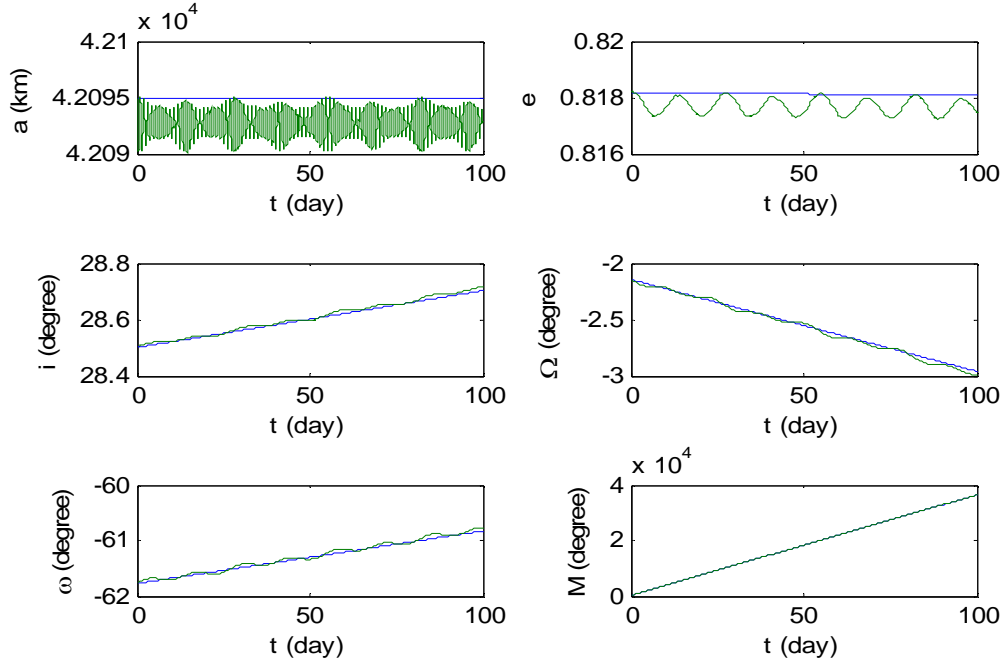 x 10^4
4.21
4.2095
4.209
a (km)
0 50 100
t (day)
0.82
0.818
0.816
e
0 50 100
t (day)
28.8
28.6
28.4
i (degree)
0 50 100
t (day)
-2
-2.5
-3
Ω (degree)
0 50 100
t (day)
-60
-61
-62
ω (degree)
0 50 100
t (day)
x 10^4
4
2
0
M (degree)
0 50 100
t (day)